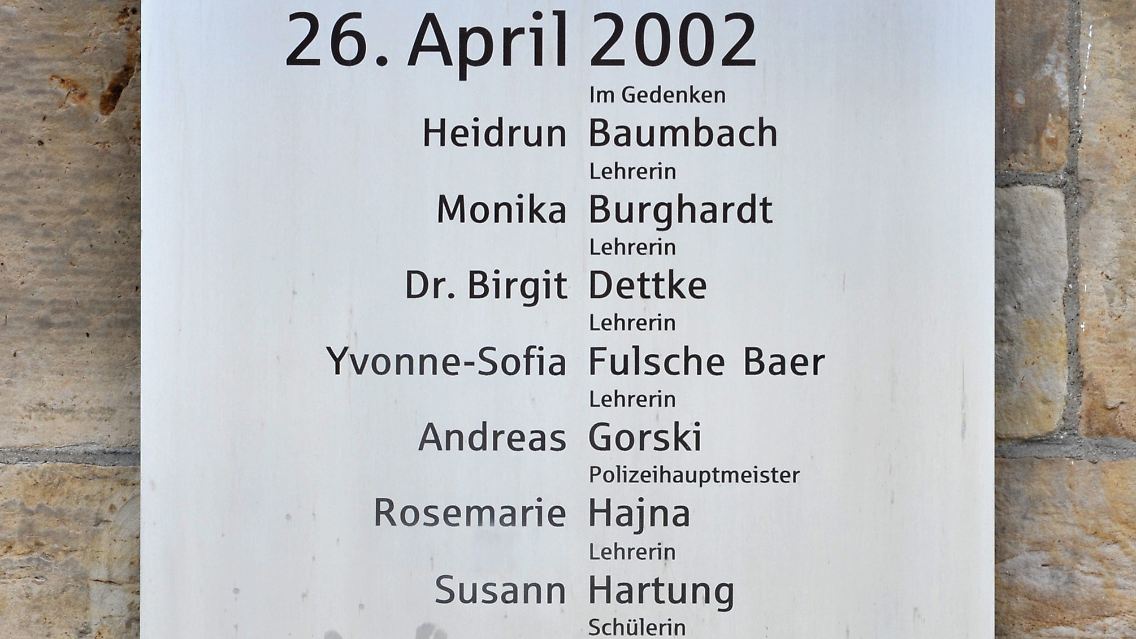 26. April 2002
Im Gedenken
Heidrun Baumbach
Lehrerin
Monika Burghardt
Lehrerin
Dr. Birgit Dettke
Lehrerin
Yvonne-Sofia Fulsche Baer
Lehrerin
Andreas Gorski
Polizeihauptmeister
Rosemarie Hajna
Lehrerin
Susann Hartung
Schülerin